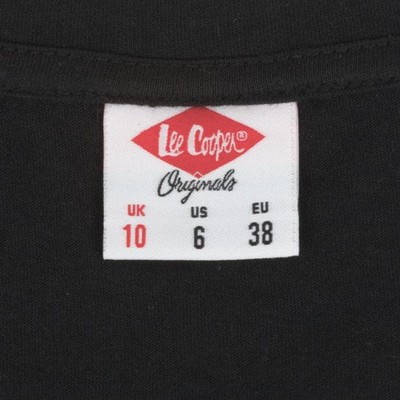 Lee Cooper®
Originals
UK US EU
10 6 38